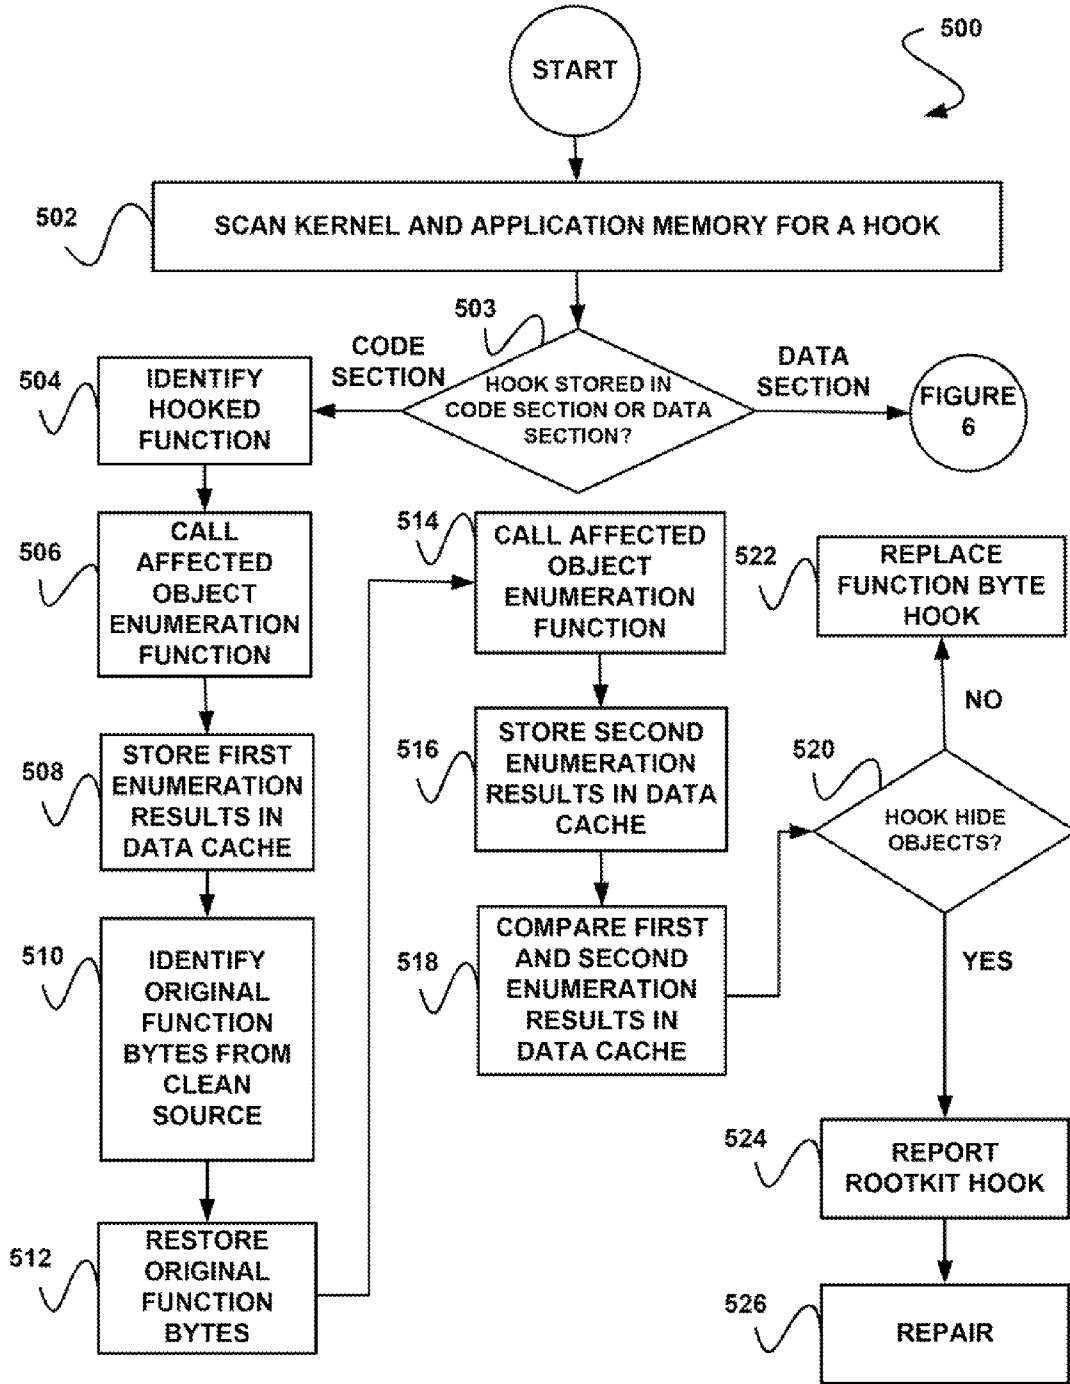 START
500
502
SCAN KERNEL AND APPLICATION MEMORY FOR A HOOK
503
CODE
SECTION
DATA
SECTION
HOOK STORED IN
CODE SECTION OR DATA
SECTION?
FIGURE
6
504
IDENTIFY
HOOKED
FUNCTION
506
CALL
AFFECTED
OBJECT
ENUMERATION
FUNCTION
508
STORE FIRST
ENUMERATION
RESULTS IN
DATA CACHE
510
IDENTIFY
ORIGINAL
FUNCTION
BYTES FROM
CLEAN
SOURCE
512
RESTORE
ORIGINAL
FUNCTION
BYTES
514
CALL AFFECTED
OBJECT
ENUMERATION
FUNCTION
516
STORE SECOND
ENUMERATION
RESULTS IN DATA
CACHE
518
COMPARE FIRST
AND SECOND
ENUMERATION
RESULTS IN
DATA CACHE
520
HOOK HIDE
OBJECTS?
NO
522
REPLACE
FUNCTION BYTE
HOOK
YES
524
REPORT
ROOTKIT HOOK
526
REPAIR